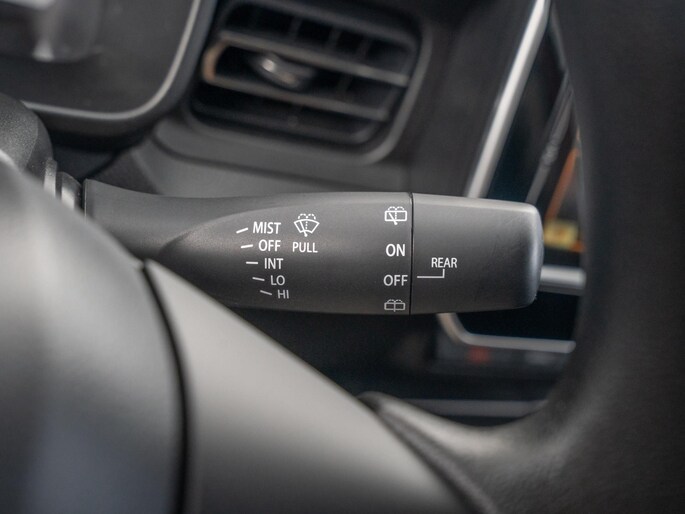 MIST
OFF PULL
INT
LO
HI
ON
OFF
REAR